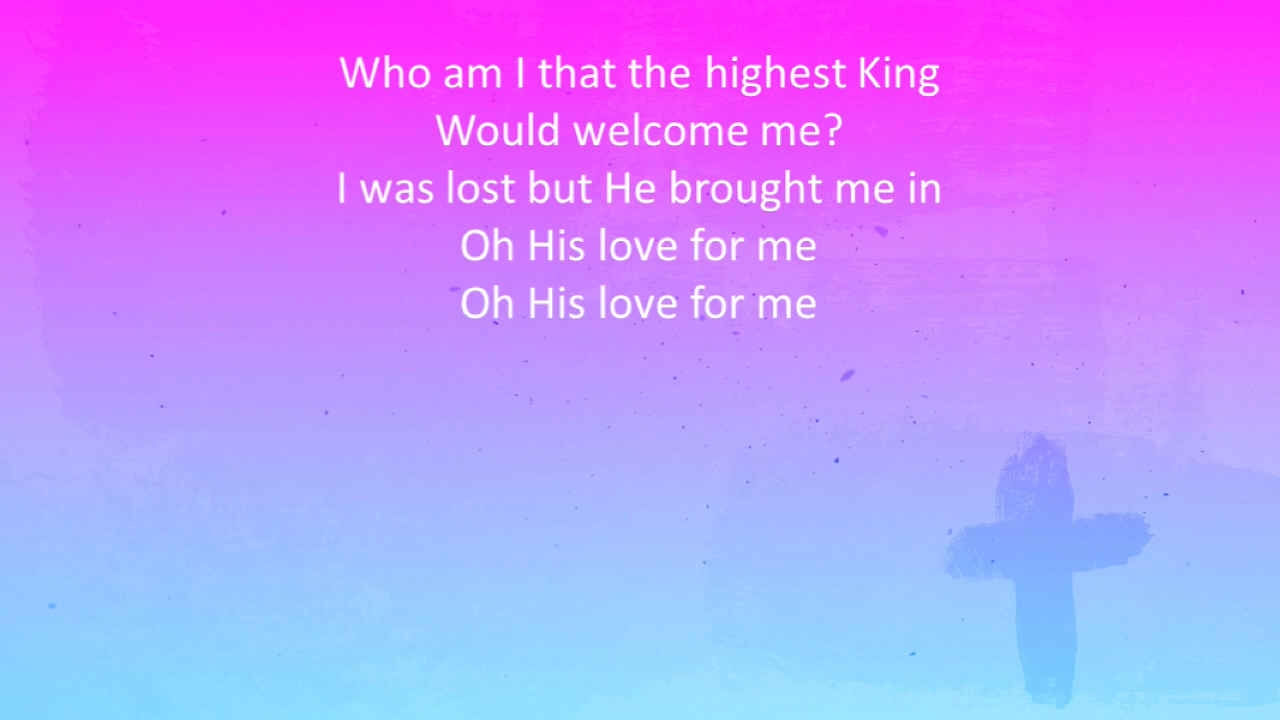 Who am I that the highest King
Would welcome me?
I was lost but He brought me in
Oh His love for me
Oh His love for me